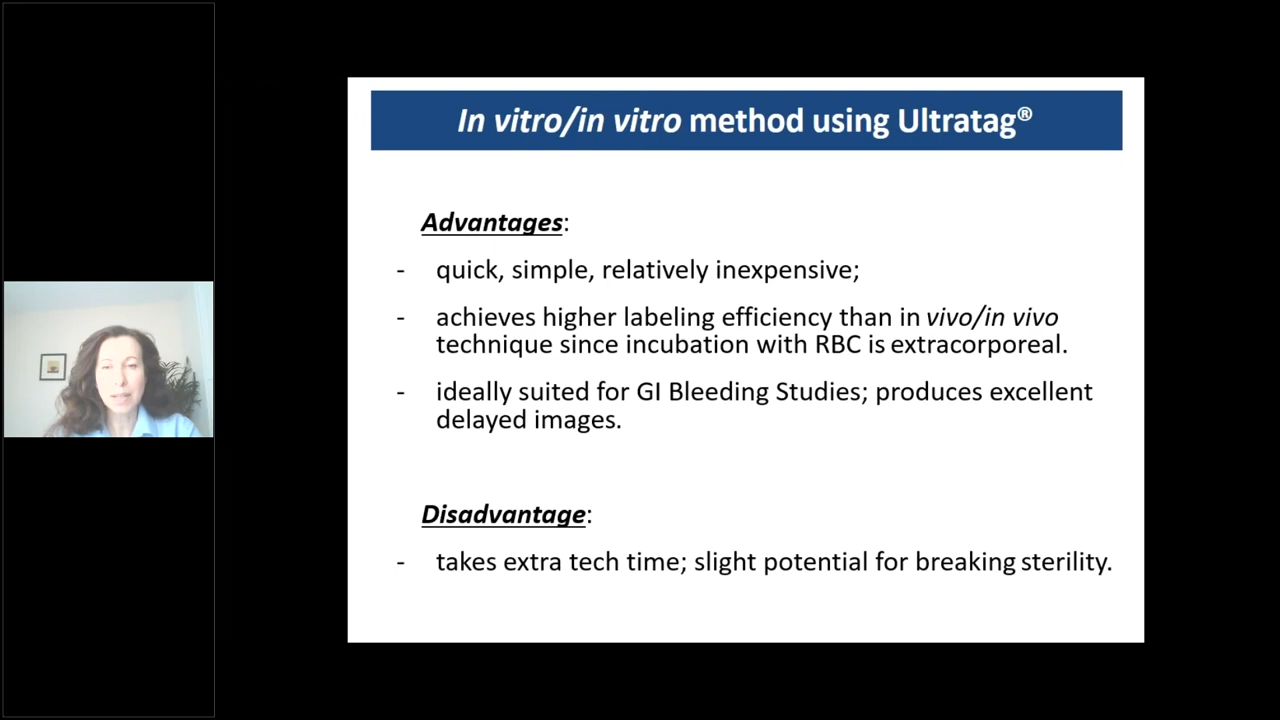 In vitro/in vitro method using Ultratag®
Advantages:
- quick, simple, relatively inexpensive;
- achieves higher labeling efficiency than in vivo/in vivo
technique since incubation with RBC is extracorporeal.
- ideally suited for GI Bleeding Studies; produces excellent
delayed images.
Disadvantage:
- takes extra tech time; slight potential for breaking sterility.